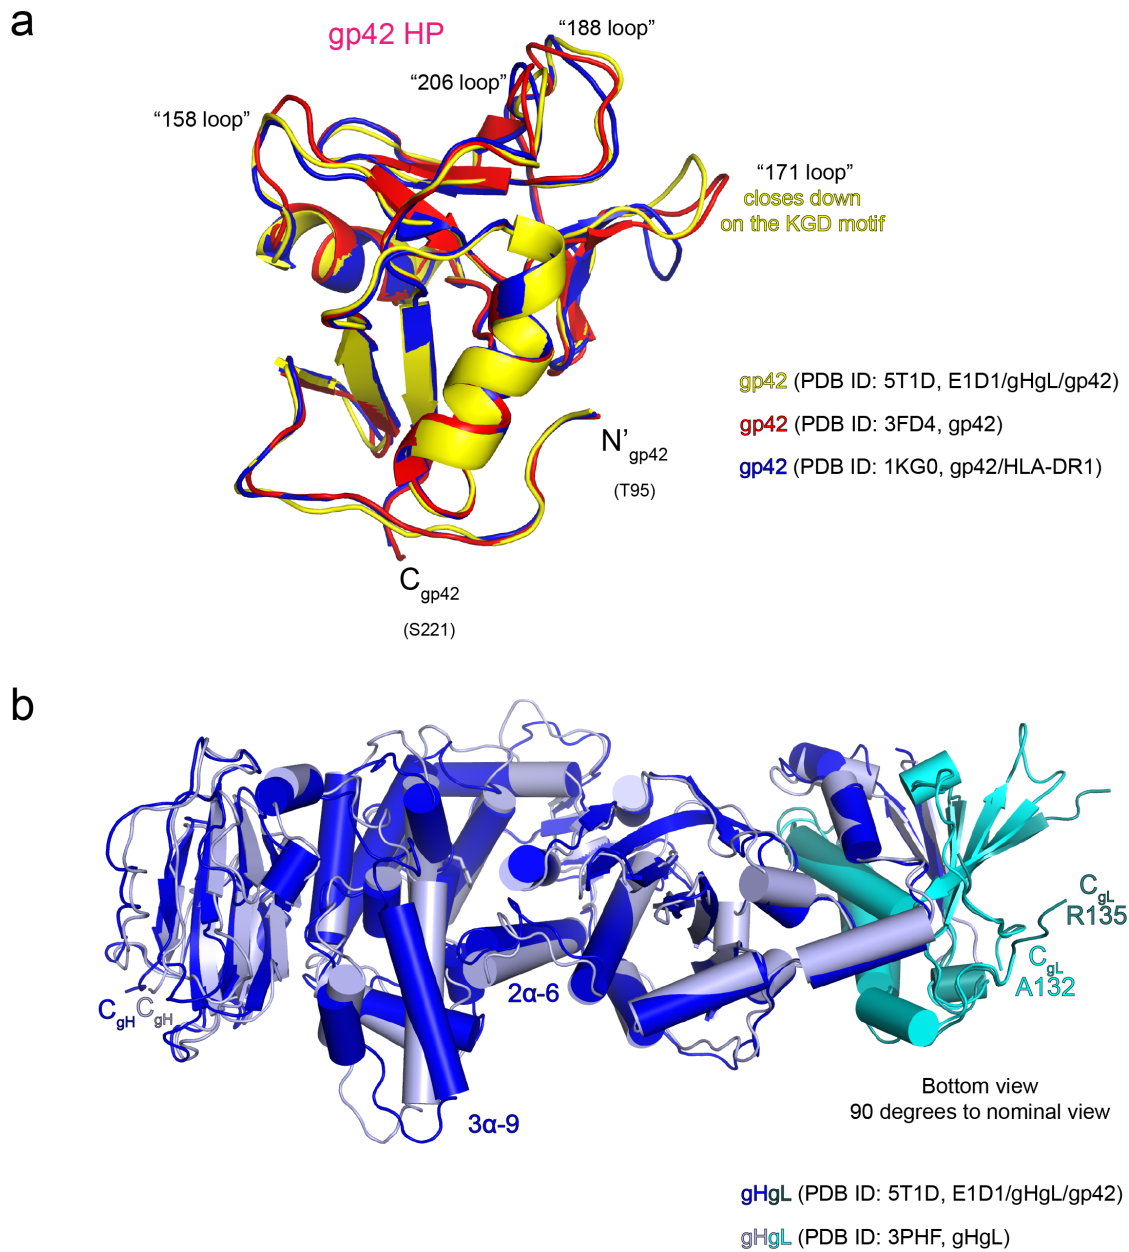 a
gp42 HP
“188 loop”
“206 loop”
“158 loop”
“171 loop”
closes down
on the KGD motif
gp42 (PDB ID: 5T1D, E1D1/gHgL/gp42)
gp42 (PDB ID: 3FD4, gp42)
gp42 (PDB ID: 1KG0, gp42/HLA-DR1)
N’gp42
(T95)
Cgp42
(S221)
b
CgL
R135
CgL
A132
CgH CgH
2α-6
3α-9
Bottom view
90 degrees to nominal view
gHgL (PDB ID: 5T1D, E1D1/gHgL/gp42)
gHgL (PDB ID: 3PHF, gHgL)